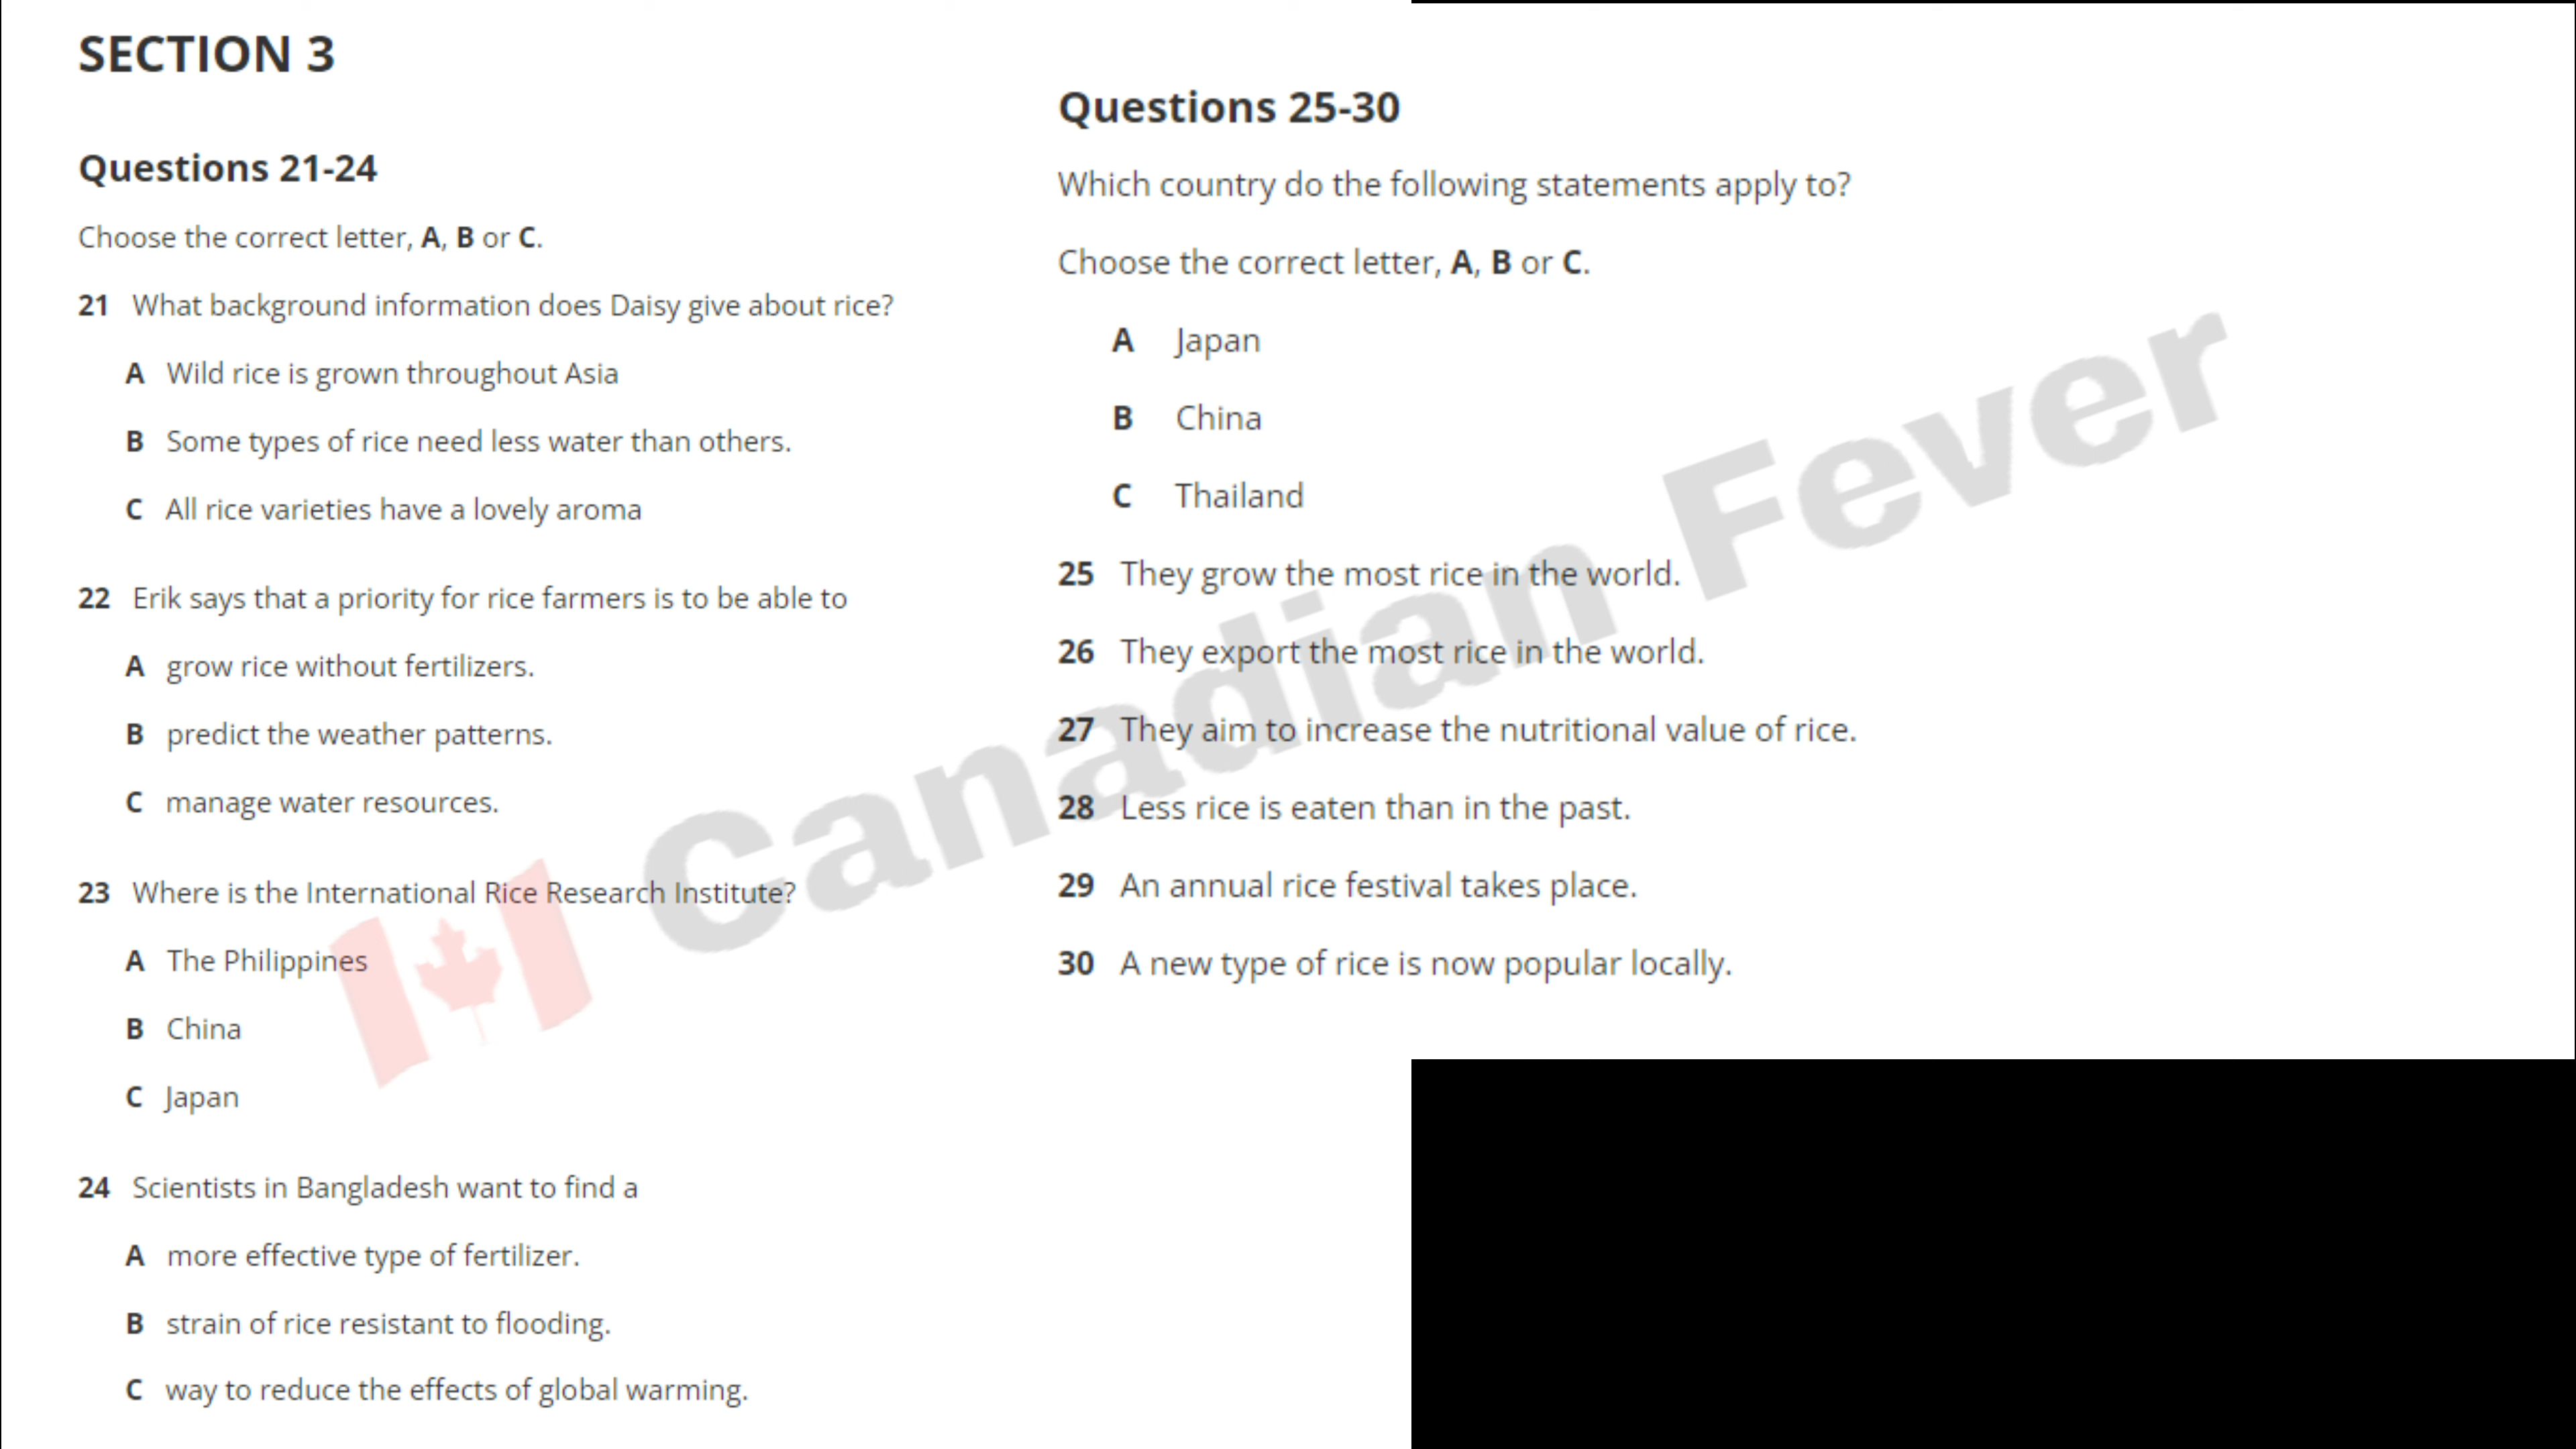 SECTION 3
Questions 21-24
Choose the correct letter, A, B or C.
21 What background information does Daisy give about rice?
A Wild rice is grown throughout Asia
B Some types of rice need less water than others.
C All rice varieties have a lovely aroma
22 Erik says that a priority for rice farmers is to be able to
A grow rice without fertilizers.
B predict the weather patterns.
C manage water resources.
23 Where is the International Rice Research Institute?
A The Philippines
B China
C Japan
24 Scientists in Bangladesh want to find a
A more effective type of fertilizer.
B strain of rice resistant to flooding.
C way to reduce the effects of global warming.
Questions 25-30
Which country do the following statements apply to?
Choose the correct letter, A, B or C.
A Japan
B China
C Thailand
25 They grow the most rice in the world.
26 They export the most rice in the world.
27 They aim to increase the nutritional value of rice.
28 Less rice is eaten than in the past.
29 An annual rice festival takes place.
30 A new type of rice is now popular locally.
Canadian Fever